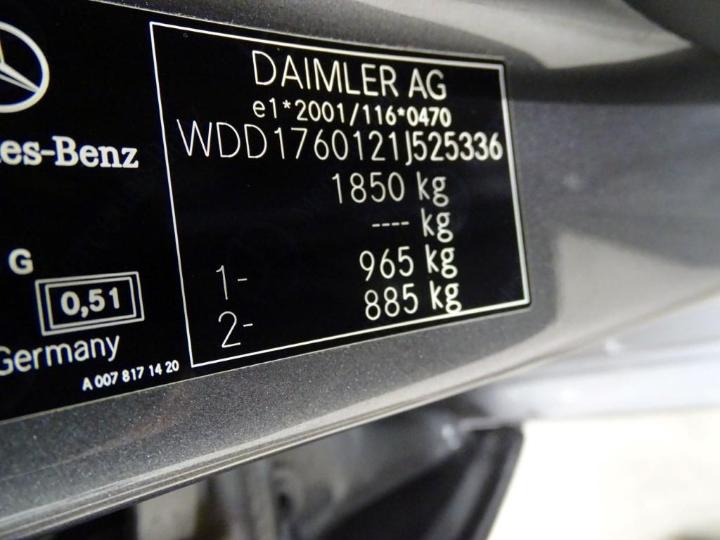 DAIMLER AG
e1*2001/116*0470
WDD1760121J525336
1850 kg
---- kg
1- 965 kg
2- 885 kg
es-Benz
G
0,51
Germany
A 007 817 14 20